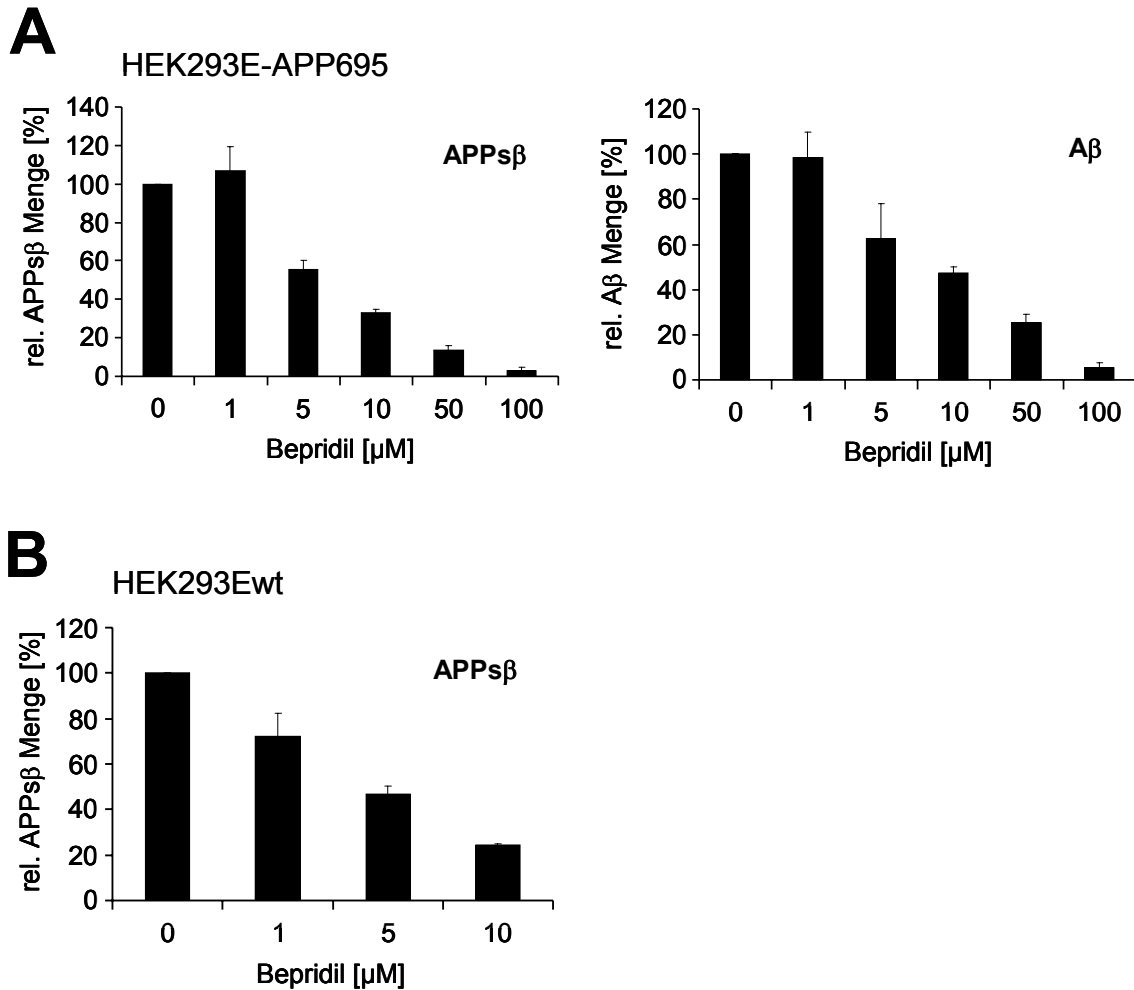 A
HEK293E-APP695
rel. APPsβ Menge [%]
140
120
100
80
60
40
20
0
APPsβ
0 1 5 10 50 100
Bepridil [µM]
rel. Aβ Menge [%]
120
100
80
60
40
20
0
Aβ
0 1 5 10 50 100
Bepridil [µM]
B
HEK293Ewt
rel. APPsβ Menge [%]
120
100
80
60
40
20
0
APPsβ
0 1 5 10
Bepridil [µM]